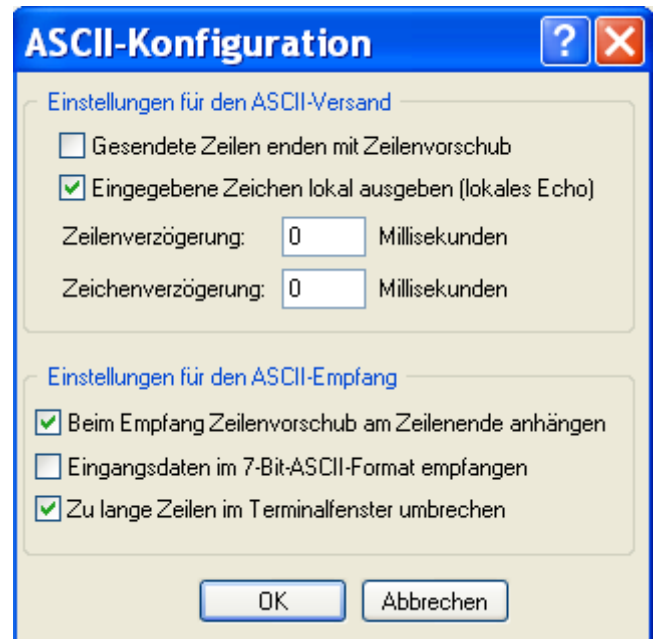 ASCII-Konfiguration
Einstellungen für den ASCII-Versand
Gesendete Zeilen enden mit Zeilenvorschub
Eingegebene Zeichen lokal ausgeben (lokales Echo)
Zeilenverzögerung: 0 Millisekunden
Zeichenverzögerung: 0 Millisekunden
Einstellungen für den ASCII-Empfang
Beim Empfang Zeilenvorschub am Zeilenende anhängen
Eingangsdaten im 7-Bit-ASCII-Format empfangen
Zu lange Zeilen im Terminalfenster umbrechen
OK Abbrechen